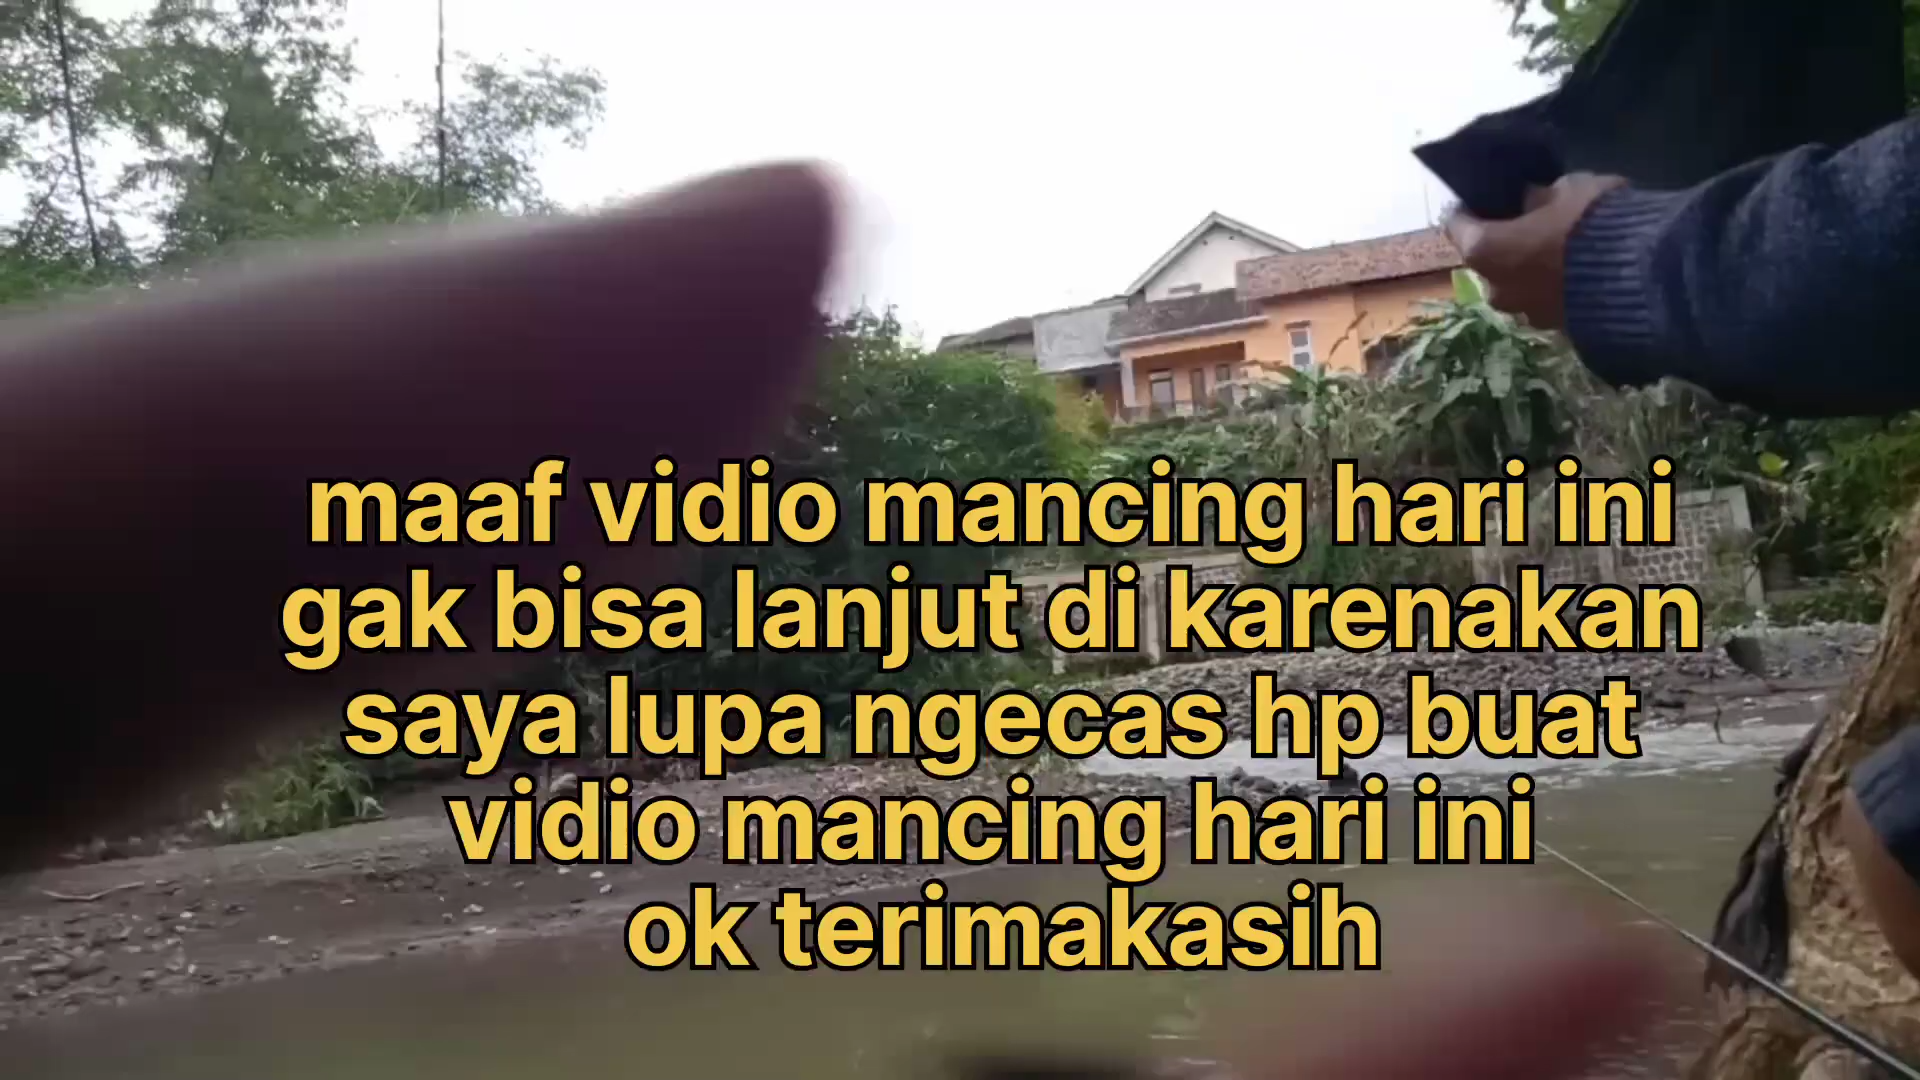 maaf vidio mancing hari ini
gak bisa lanjut di karenakan
saya lupa ngecas hp buat
vidio mancing hari ini
ok terimakasih